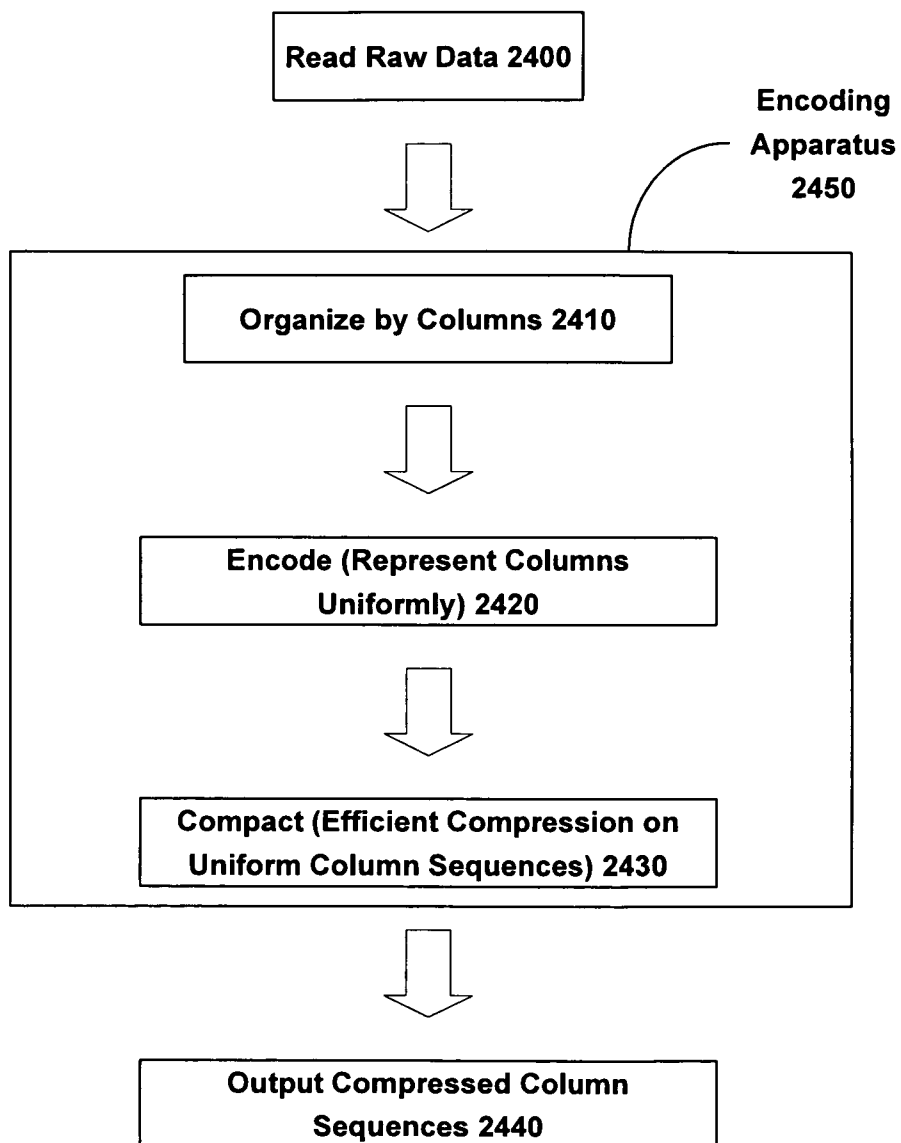 Read Raw Data 2400
Encoding
Apparatus
2450
Organize by Columns 2410
Encode (Represent Columns
Uniformly) 2420
Compact (Efficient Compression on
Uniform Column Sequences) 2430
Output Compressed Column
Sequences 2440